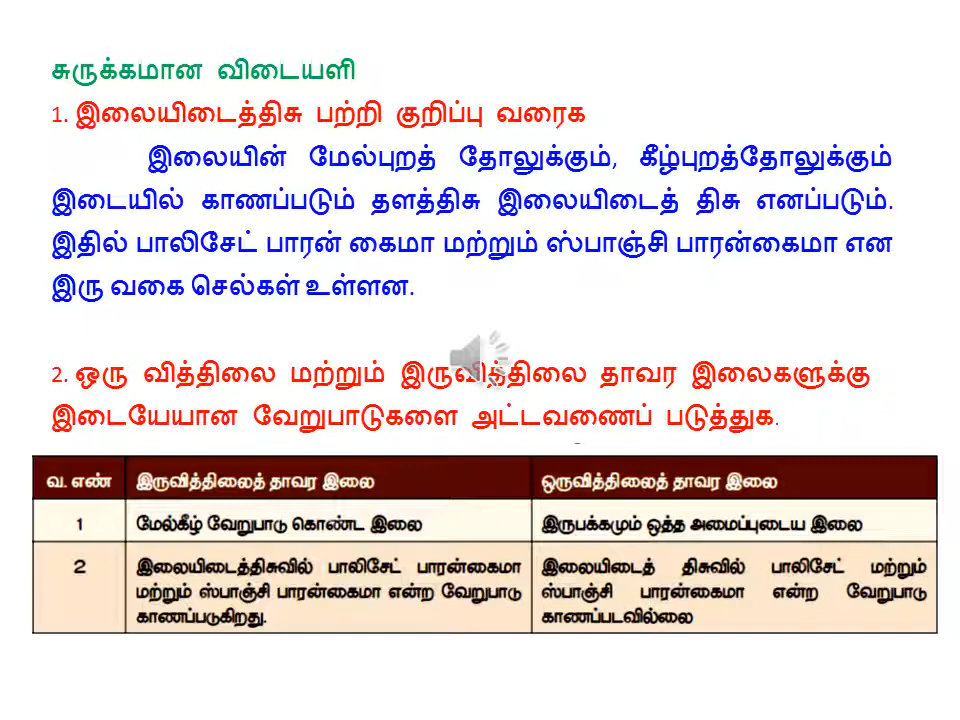 சுருக்கமான விடையளி
1. இலையிடைத்திசு பற்றி குறிப்பு வரைக
இலையின் மேல்புறத் தோலுக்கும், கீழ்புறத்தோலுக்கும்
இடையில் காணப்படும் தளத்திசு இலையிடைத் திசு எனப்படும்.
இதில் பாலிசேட் பாரன் கைமா மற்றும் ஸ்பாஞ்சி பாரன்கைமா என
இரு வகை செல்கள் உள்ளன.
2. ஒரு வித்திலை மற்றும் இருவித்திலை தாவர இலைகளுக்கு
இடையேயான வேறுபாடுகளை அட்டவணைப் படுத்துக.
வ. எண் இருவித்திலைத் தாவர இலை ஒருவித்திலைத் தாவர இலை
1 மேல்கீழ் வேறுபாடு கொண்ட இலை இருபக்கமும் ஒத்த அமைப்புடைய இலை
2 இலையிடைத்திசுவில் பாலிசேட் பாரன்கைமா இலையிடைத் திசுவில் பாலிசேட் மற்றும்
மற்றும் ஸ்பாஞ்சி பாரன்கைமா என்ற வேறுபாடு ஸ்பாஞ்சி பாரன்கைமா என்ற வேறுபாடு
காணப்படுகிறது. காணப்படவில்லை